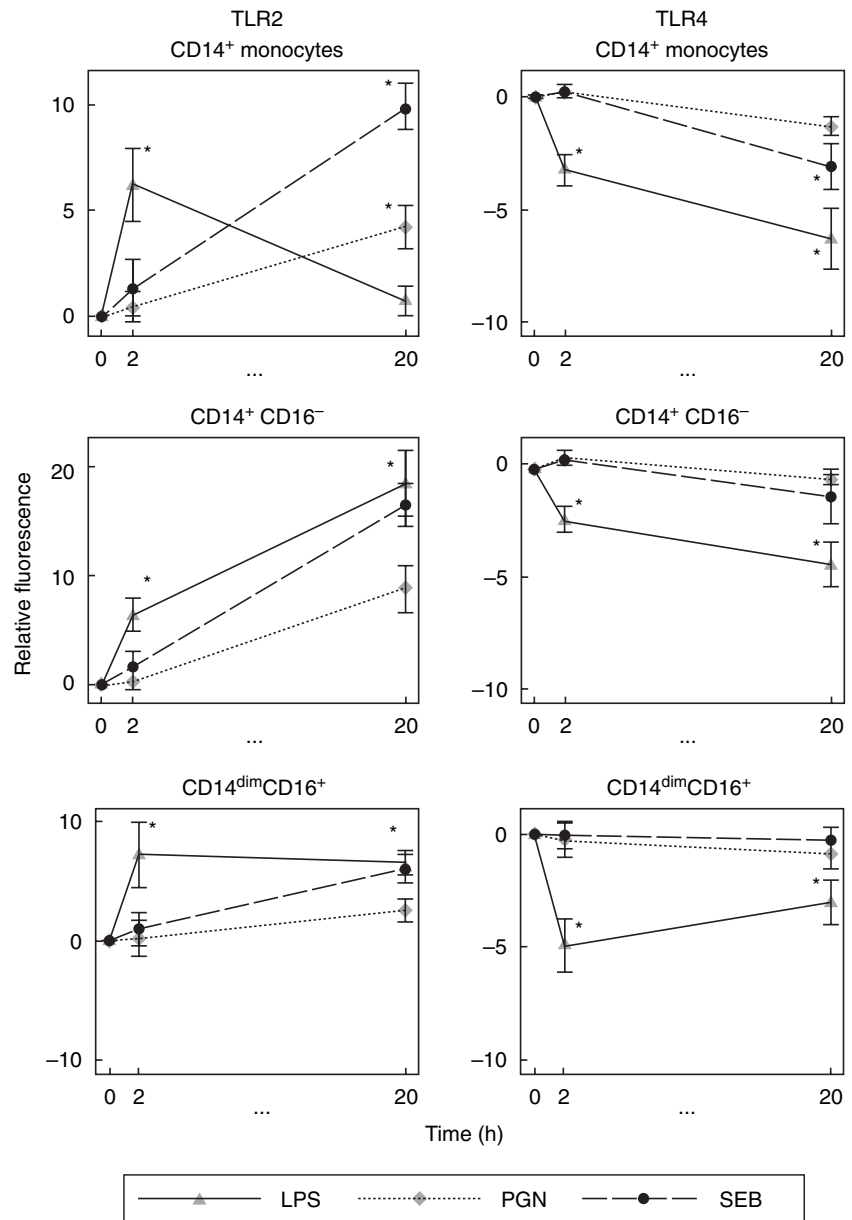 TLR2
CD14⁺ monocytes
10
5
0
0 2 ... 20
*
*
*
TLR4
CD14⁺ monocytes
0
−5
−10
0 2 ... 20
*
*
*
CD14⁺ CD16⁻
20
10
0
0 2 ... 20
*
*
CD14⁺ CD16⁻
0
−5
−10
0 2 ... 20
*
*
Relative fluorescence
CD14ᵈⁱᵐCD16⁺
10
0
−10
0 2 ... 20
*
*
CD14ᵈⁱᵐCD16⁺
0
−5
−10
0 2 ... 20
*
*
Time (h)
LPS PGN SEB